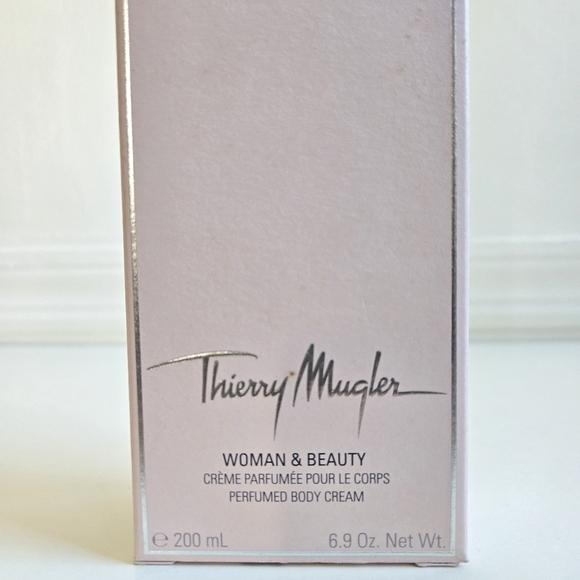 Thierry Mugler
WOMAN & BEAUTY
CRÈME PARFUMÉE POUR LE CORPS
PERFUMED BODY CREAM
℮ 200 mL 6.9 Oz. Net Wt.